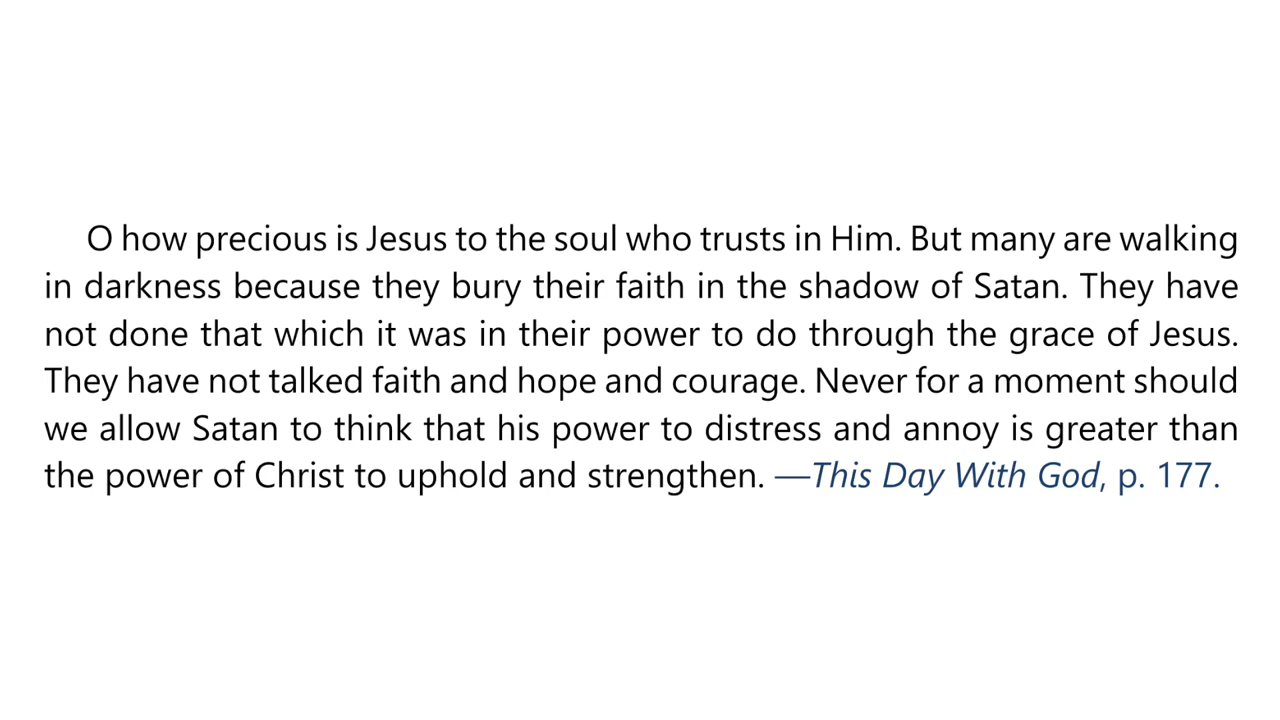 O how precious is Jesus to the soul who trusts in Him. But many are walking
in darkness because they bury their faith in the shadow of Satan. They have
not done that which it was in their power to do through the grace of Jesus.
They have not talked faith and hope and courage. Never for a moment should
we allow Satan to think that his power to distress and annoy is greater than
the power of Christ to uphold and strengthen. —This Day With God, p. 177.